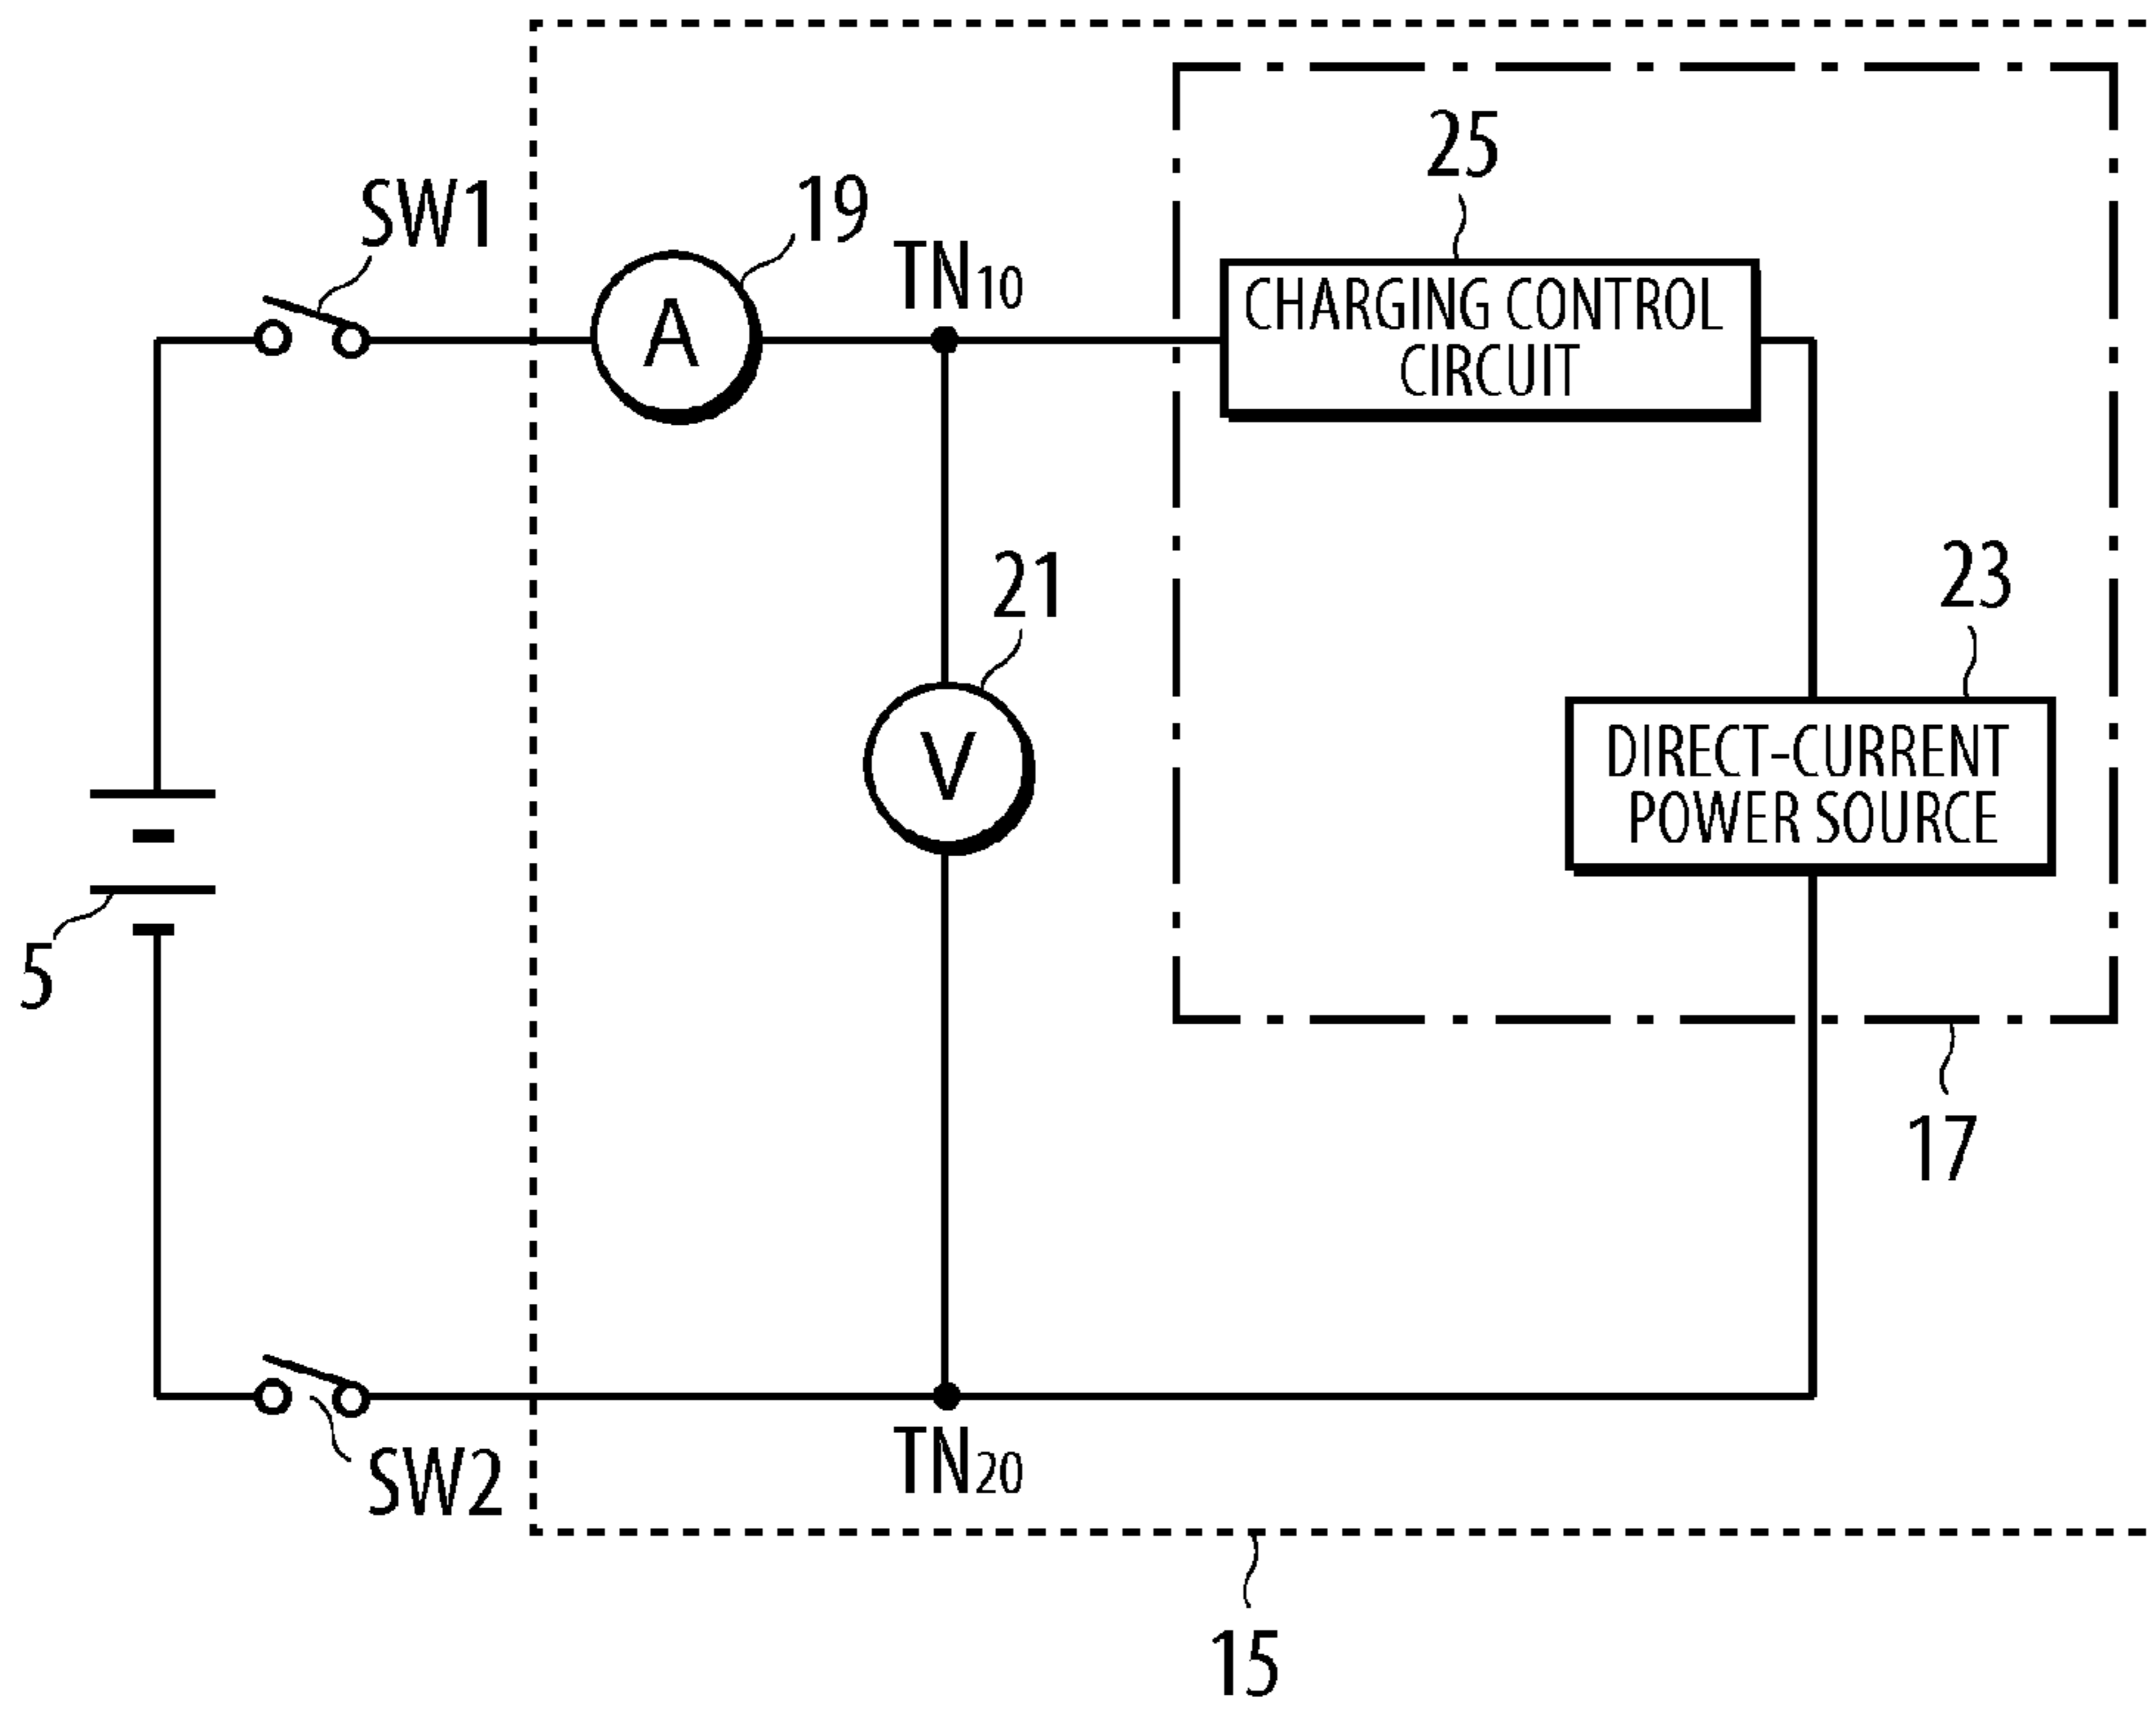 25
SW1
19
TN10
CHARGING CONTROL
CIRCUIT
A
21
23
V
DIRECT-CURRENT
POWER SOURCE
5
17
TN20
SW2
15